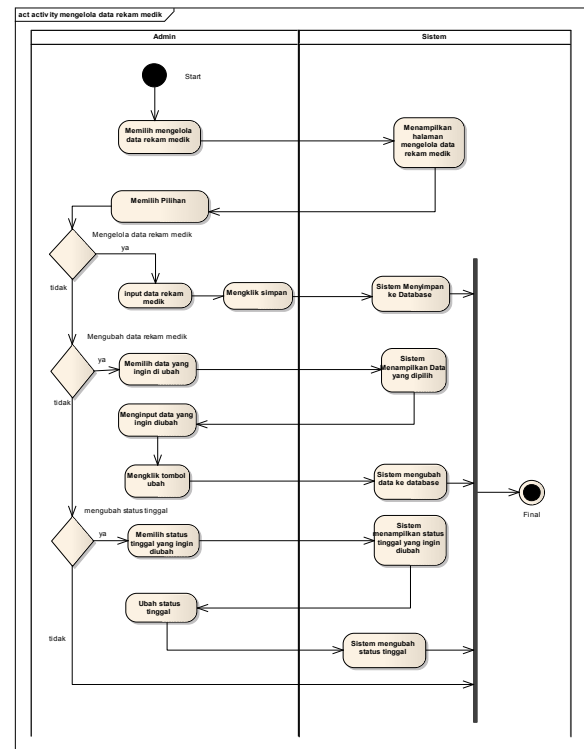 act activity mengelola data rekam medik
Admin
Sistem
Start
Memilih mengelola
data rekam medik
Menampilkan
halaman
mengelola data
rekam medik
Memilih Pilihan
Mengelola data rekam medik
ya
tidak
input data rekam
medik
Mengklik simpan
Sistem Menyimpan
ke Database
Mengubah data rekam medik
ya
tidak
Memilih data yang
ingin di ubah
Sistem
Menampilkan Data
yang dipilih
Menginput data yang
ingin diubah
Mengklik tombol
ubah
Sistem mengubah
data ke database
Final
mengubah status tinggal
ya
tidak
Memilih status
tinggal yang ingin
diubah
Sistem
menampilkan status
tinggal yang ingin
diubah
Ubah status
tinggal
Sistem mengubah
status tinggal